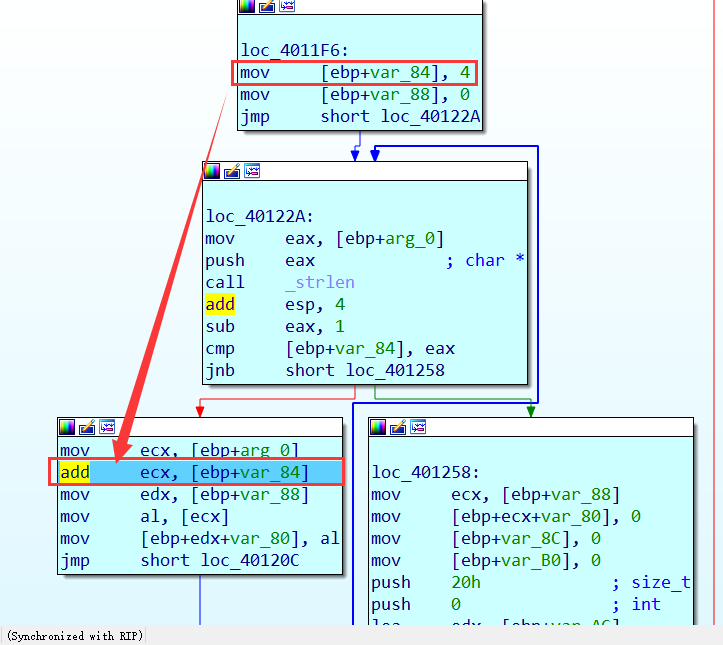 loc_4011F6:
mov [ebp+var_84], 4
mov [ebp+var_88], 0
jmp short loc_40122A
loc_40122A:
mov eax, [ebp+arg_0]
push eax ; char *
call _strlen
add esp, 4
sub eax, 1
cmp [ebp+var_84], eax
jnb short loc_401258
mov ecx, [ebp+arg_0]
add ecx, [ebp+var_84]
mov edx, [ebp+var_88]
mov al, [ecx]
mov [ebp+edx+var_80], al
jmp short loc_40120C
loc_401258:
mov ecx, [ebp+var_88]
mov [ebp+ecx+var_80], 0
mov [ebp+var_8C], 0
mov [ebp+var_B0], 0
push 20h ; size_t
push 0 ; int
lea edx, [ebp+var_AC]
(Synchronized with RIP)